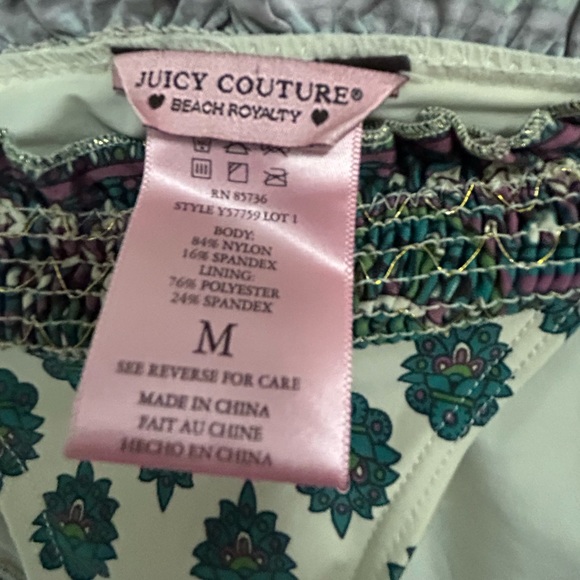 JUICY COUTURE®
BEACH ROYALTY
RN 85736
STYLE Y57759 LOT 1
BODY:
84% NYLON
16% SPANDEX
LINING:
76% POLYESTER
24% SPANDEX
M
SEE REVERSE FOR CARE
MADE IN CHINA
FAIT AU CHINE
HECHO EN CHINA